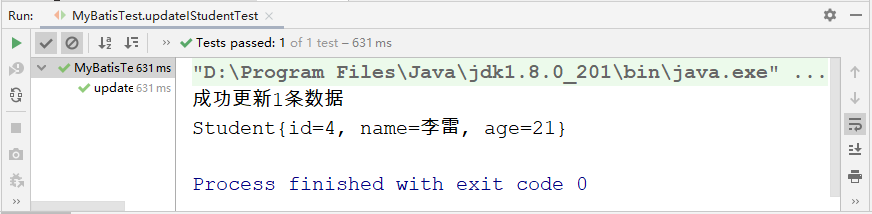 Run: MyBatisTest.updateIStudentTest
Tests passed: 1 of 1 test – 631 ms
MyBatisTe 631 ms
update 631 ms
"D:\Program Files\Java\jdk1.8.0_201\bin\java.exe" ...
成功更新1条数据
Student{id=4, name=李雷, age=21}
Process finished with exit code 0